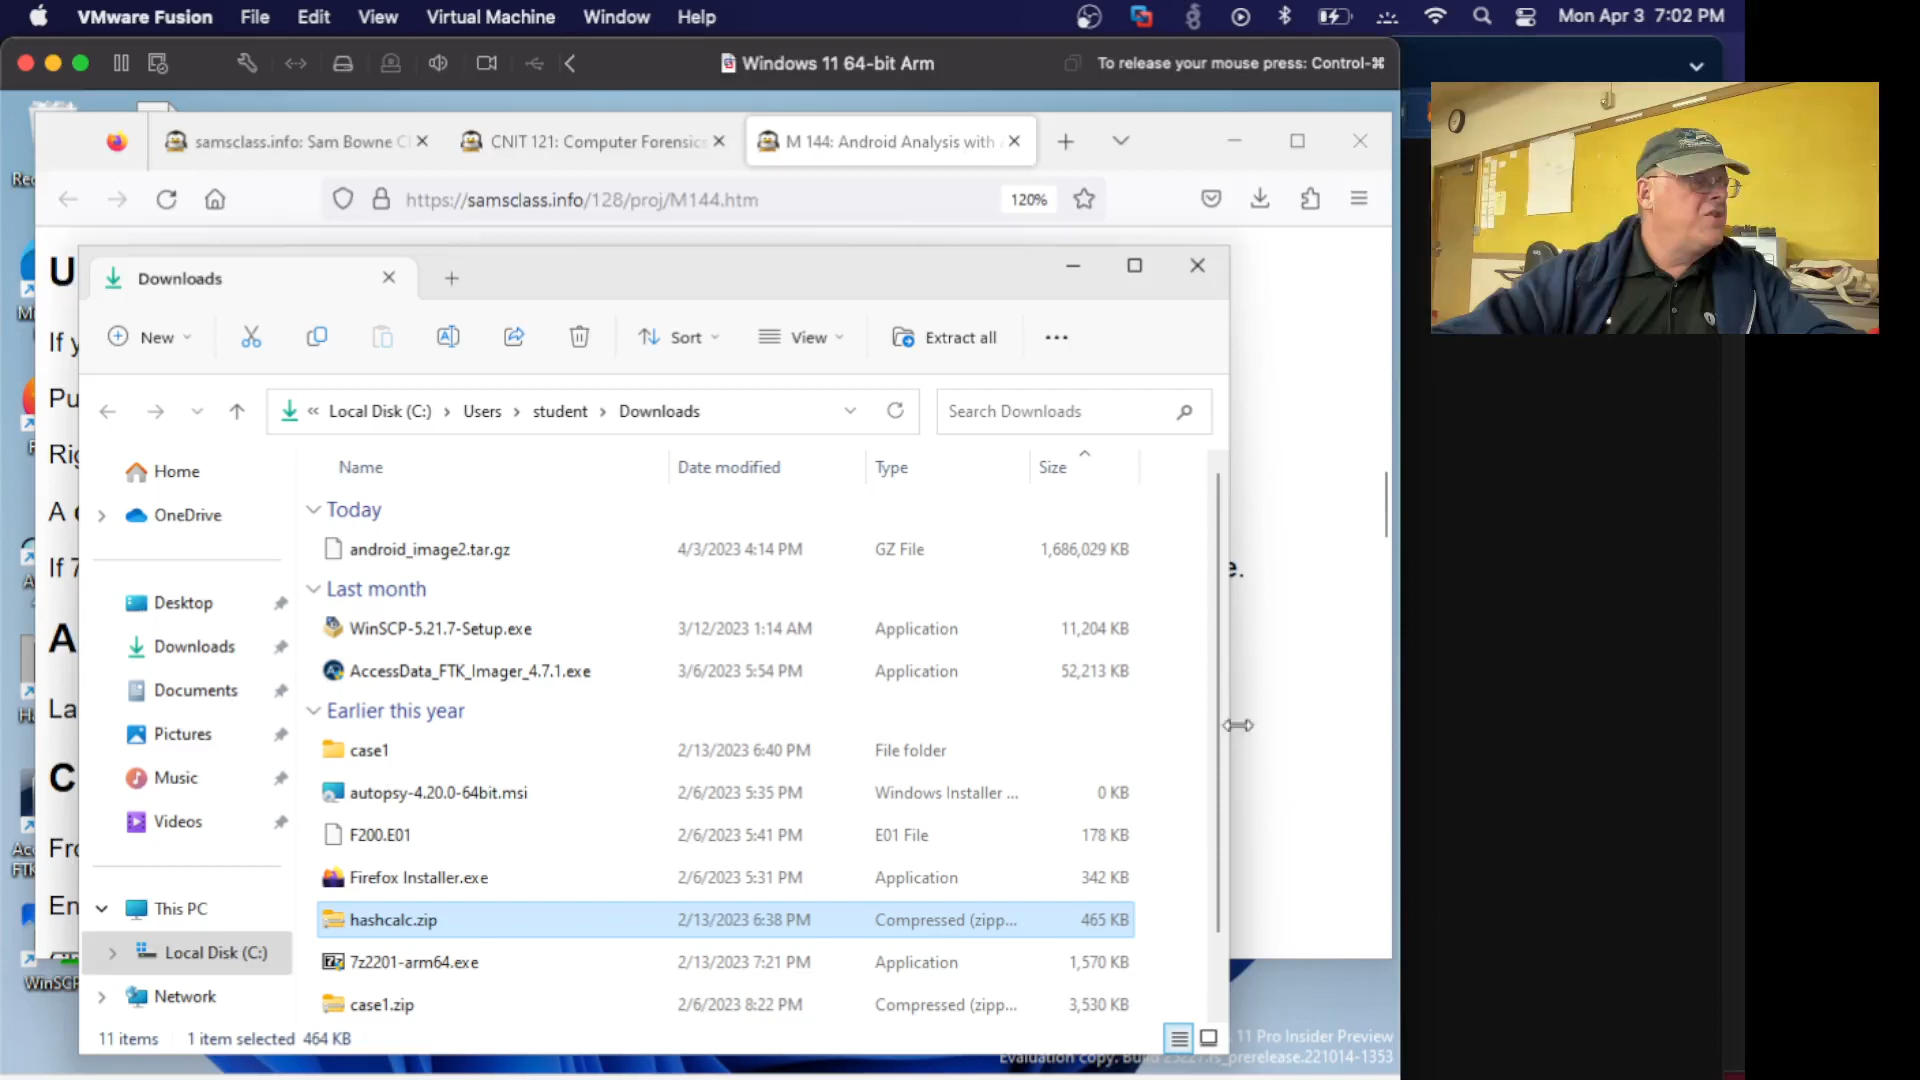 VMware Fusion File Edit View Virtual Machine Window Help Mon Apr 3 7:02 PM
Windows 11 64-bit Arm To release your mouse press: Control-⌘
samsclass.info: Sam Bowne C CNIT 121: Computer Forensics M 144: Android Analysis with
https://samsclass.info/128/proj/M144.htm 120%
Downloads
New Sort View Extract all
« Local Disk (C:) > Users > student > Downloads Search Downloads
Home
OneDrive
Desktop
Downloads
Documents
Pictures
Music
Videos
This PC
Local Disk (C:)
Network
Name Date modified Type Size
Today
android_image2.tar.gz 4/3/2023 4:14 PM GZ File 1,686,029 KB
Last month
WinSCP-5.21.7-Setup.exe 3/12/2023 1:14 AM Application 11,204 KB
AccessData_FTK_Imager_4.7.1.exe 3/6/2023 5:54 PM Application 52,213 KB
Earlier this year
case1 2/13/2023 6:40 PM File folder
autopsy-4.20.0-64bit.msi 2/6/2023 5:35 PM Windows Installer ... 0 KB
F200.E01 2/6/2023 5:41 PM E01 File 178 KB
Firefox Installer.exe 2/6/2023 5:31 PM Application 342 KB
hashcalc.zip 2/13/2023 6:38 PM Compressed (zipp... 465 KB
7z2201-arm64.exe 2/13/2023 7:21 PM Application 1,570 KB
case1.zip 2/6/2023 8:22 PM Compressed (zipp... 3,530 KB
11 items 1 item selected 464 KB
11 Pro Insider Preview
Evaluation copy. Build rs_prerelease.221014-1353